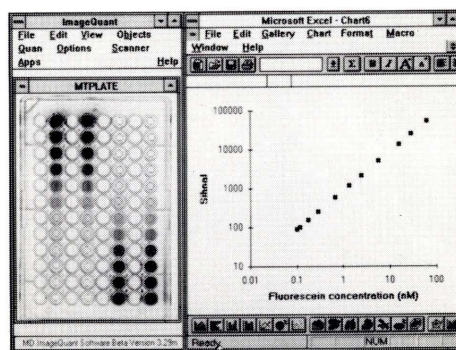 ImageQuant
File Edit View Objects
Quan Options Scanner
Apps Help
MTPLATE
MD ImageQuant Software Beta Version 3.29m
Microsoft Excel - Chart6
File Edit Gallery Chart Format Macro
Window Help
Σ B I A A
100000
10000
1000
100
10
Sihnal
0.01 0.1 1 10 100
Fluorescein concentration (nM)
Ready NUM